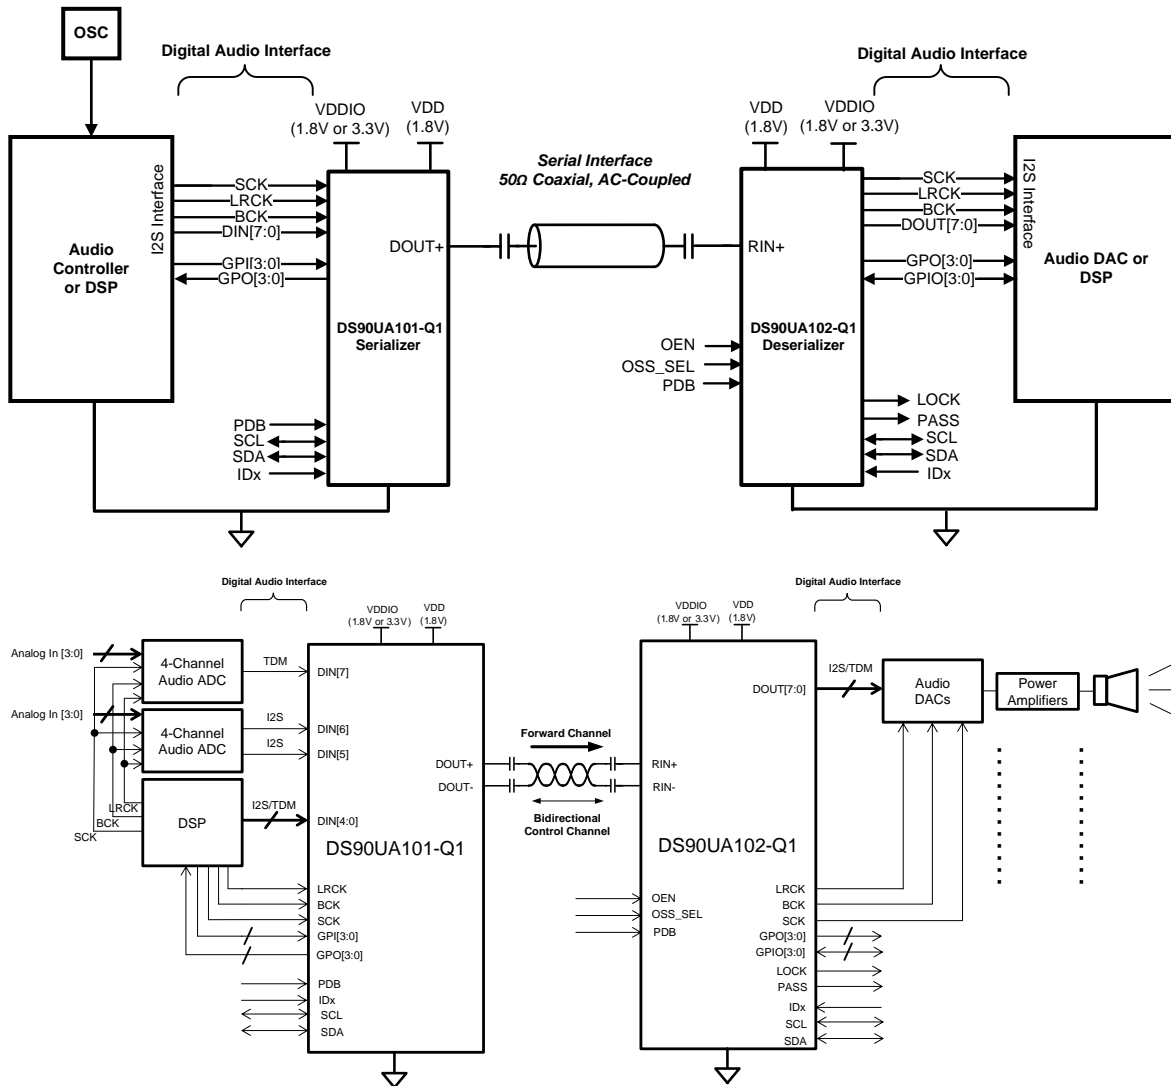 OSC
Digital Audio Interface
Digital Audio Interface
VDDIO
(1.8V or 3.3V)
VDD
(1.8V)
VDD
(1.8V)
VDDIO
(1.8V or 3.3V)
Serial Interface
50Ω Coaxial, AC-Coupled
Audio
Controller
or DSP
I2S Interface
SCK
LRCK
BCK
DIN[7:0]
GPI[3:0]
GPO[3:0]
DOUT+
DS90UA101-Q1
Serializer
PDB
SCL
SDA
IDx
RIN+
DS90UA102-Q1
Deserializer
OEN
OSS_SEL
PDB
SCK
LRCK
BCK
DOUT[7:0]
GPO[3:0]
GPIO[3:0]
LOCK
PASS
SCL
SDA
IDx
I2S Interface
Audio DAC or
DSP
Digital Audio Interface
Digital Audio Interface
VDDIO
(1.8V or 3.3V)
VDD
(1.8V)
VDDIO
(1.8V or 3.3V)
VDD
(1.8V)
Analog In [3:0]
4-Channel
Audio ADC
TDM
DIN[7]
Analog In [3:0]
4-Channel
Audio ADC
I2S
DIN[6]
I2S
DIN[5]
LRCK
BCK
SCK
DSP
I2S/TDM
DIN[4:0]
DS90UA101-Q1
LRCK
BCK
SCK
GPI[3:0]
GPO[3:0]
PDB
IDx
SCL
SDA
DOUT+
DOUT-
Forward Channel
Bidirectional
Control Channel
RIN+
RIN-
DS90UA102-Q1
OEN
OSS_SEL
PDB
DOUT[7:0]
I2S/TDM
Audio
DACs
Power
Amplifiers
LRCK
BCK
SCK
GPO[3:0]
GPIO[3:0]
LOCK
PASS
IDx
SCL
SDA